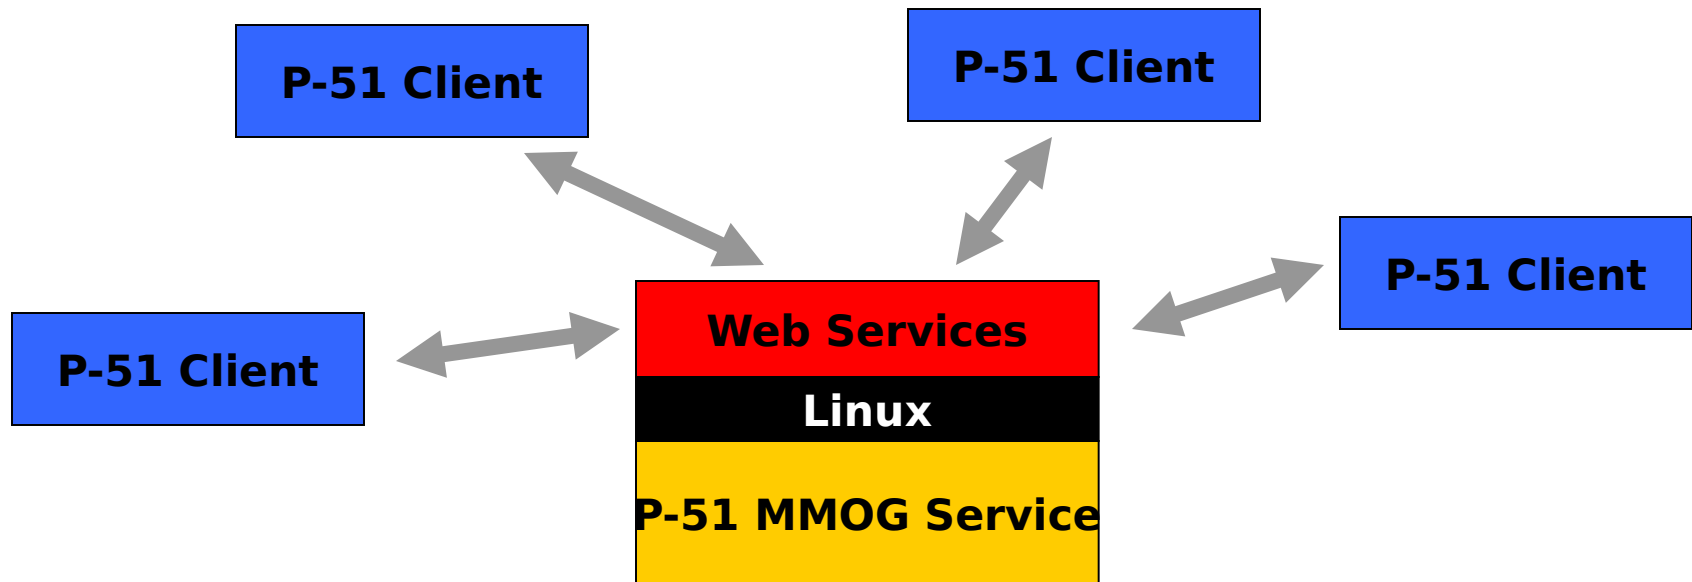 P-51 Client
P-51 Client
P-51 Client
P-51 Client
Web Services
Linux
P-51 MMOG Service